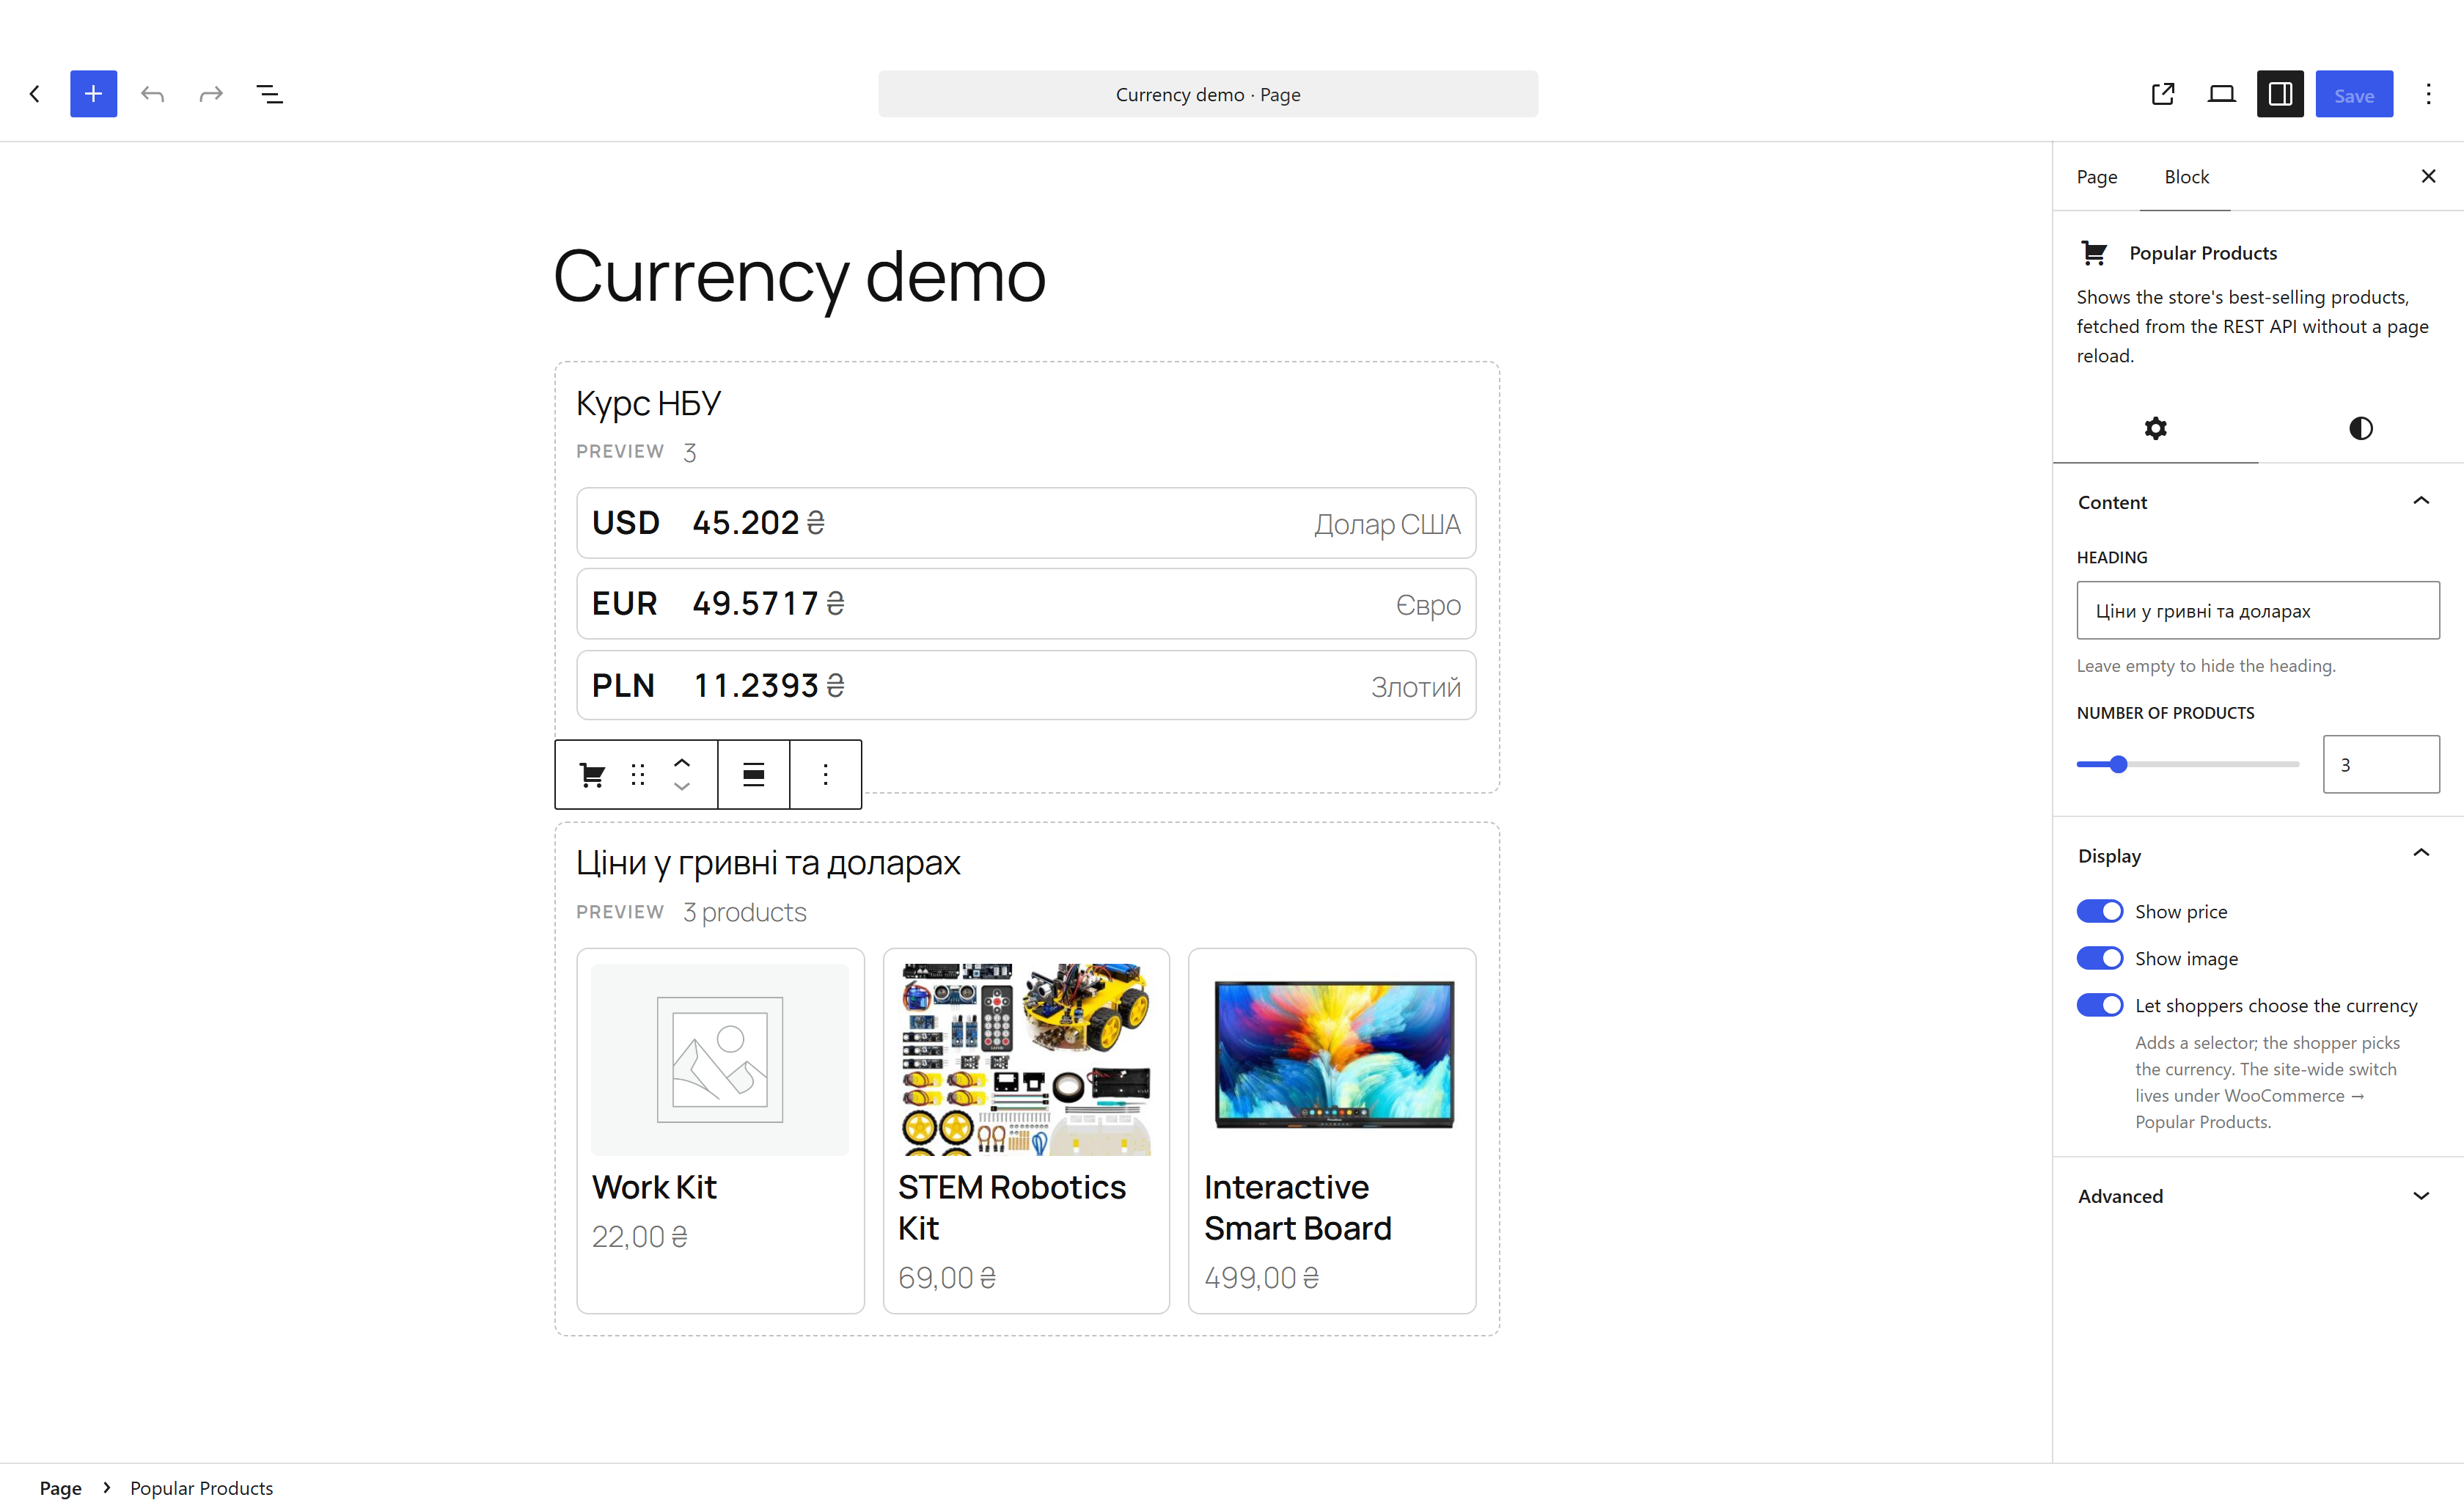 Currency demo · Page
Save
Page
Block
Popular Products
Shows the store's best-selling products,
fetched from the REST API without a page
reload.
Content
HEADING
Ціни у гривні та доларах
Leave empty to hide the heading.
NUMBER OF PRODUCTS
3
Display
Show price
Show image
Let shoppers choose the currency
Adds a selector; the shopper picks
the currency. The site-wide switch
lives under WooCommerce →
Popular Products.
Advanced
Currency demo
Курс НБУ
PREVIEW 3
USD 45.202 ₴ Долар США
EUR 49.5717 ₴ Євро
PLN 11.2393 ₴ Злотий
Ціни у гривні та доларах
PREVIEW 3 products
Work Kit
22,00 ₴
STEM Robotics
Kit
69,00 ₴
Interactive
Smart Board
499,00 ₴
Page › Popular Products